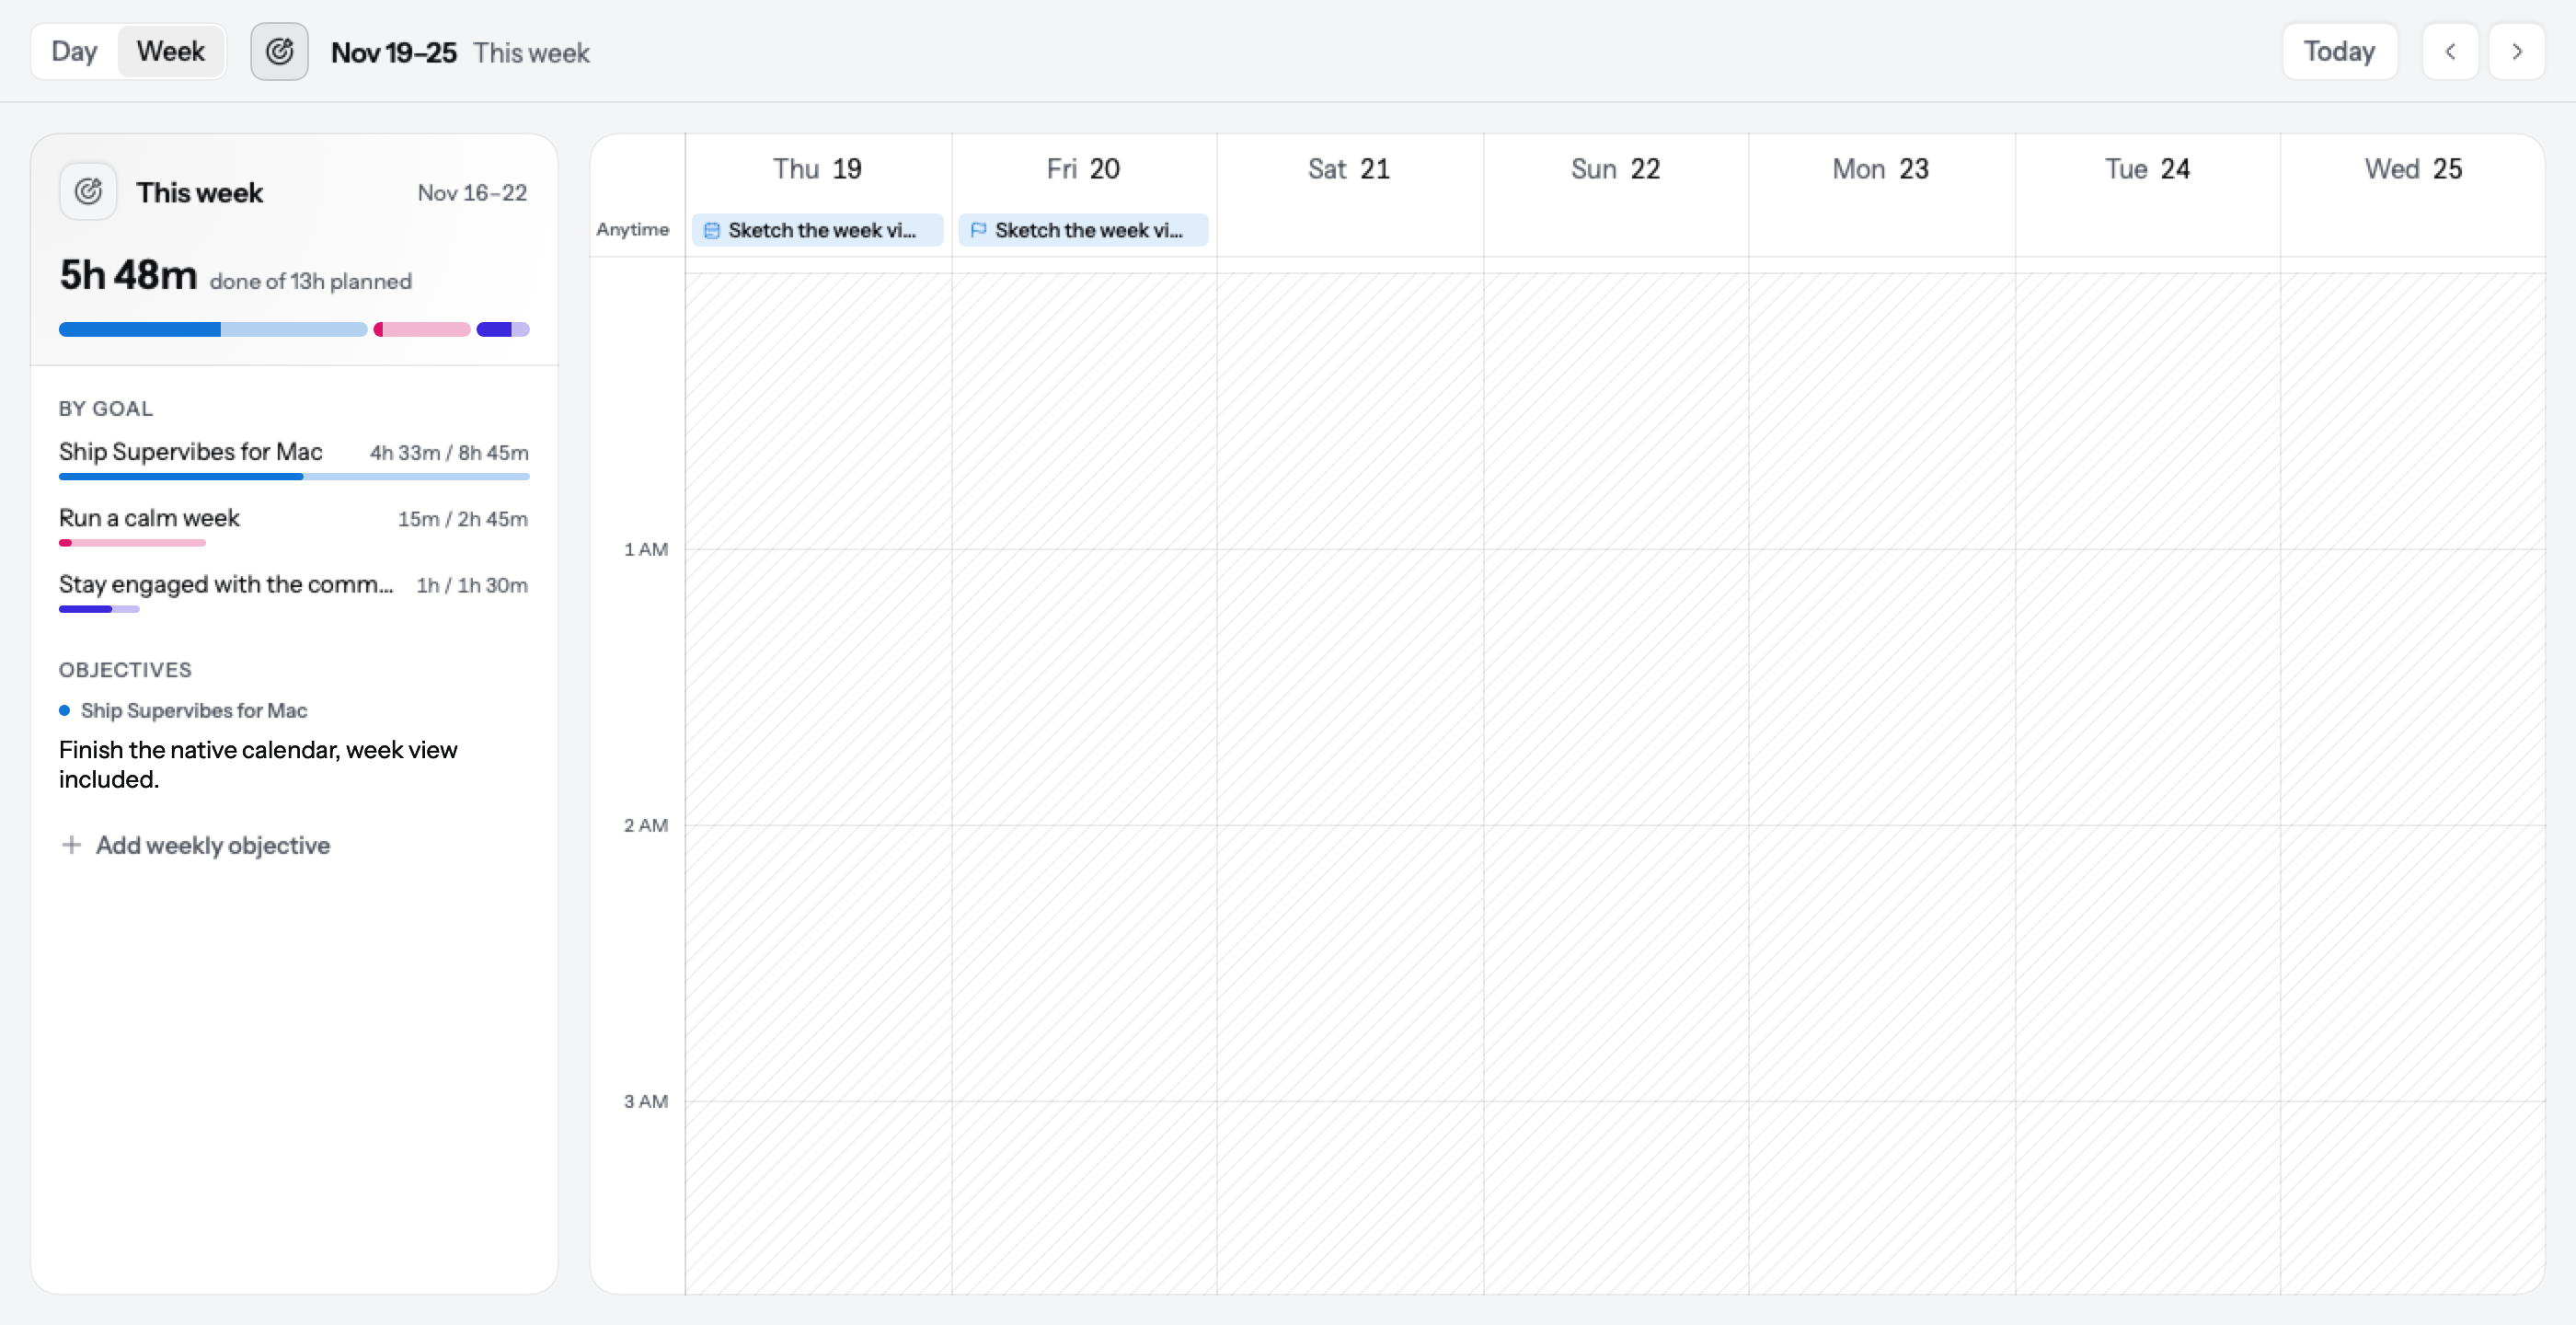 Day Week Nov 19–25 This week Today
This week Nov 16–22
5h 48m done of 13h planned
BY GOAL
Ship Supervibes for Mac 4h 33m / 8h 45m
Run a calm week 15m / 2h 45m
Stay engaged with the comm... 1h / 1h 30m
OBJECTIVES
Ship Supervibes for Mac
Finish the native calendar, week view
included.
Add weekly objective
Thu 19 Fri 20 Sat 21 Sun 22 Mon 23 Tue 24 Wed 25
Anytime Sketch the week vi... Sketch the week vi...
1 AM
2 AM
3 AM